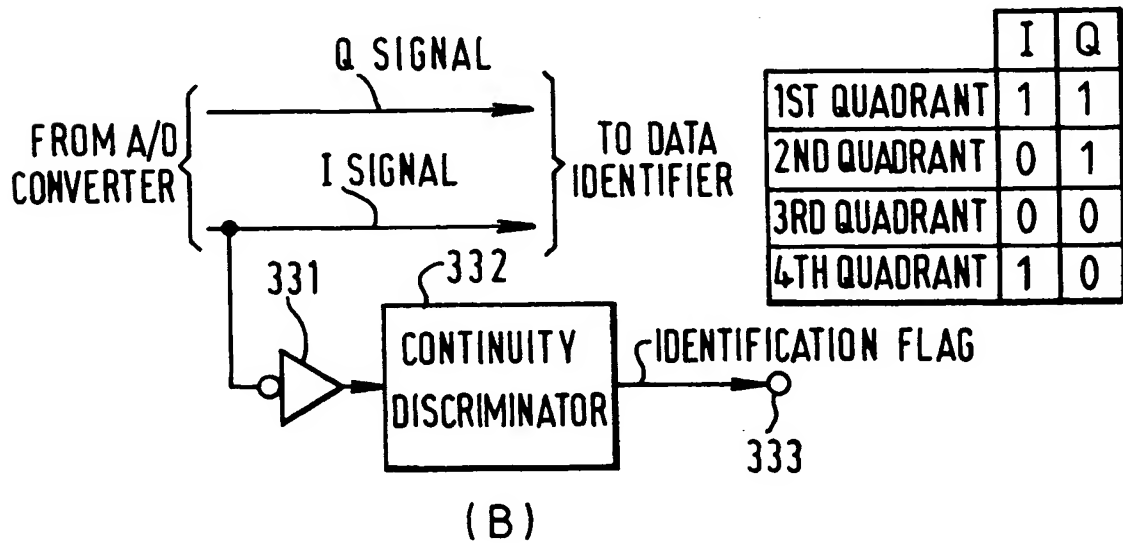 Q SIGNAL
FROM A/D
CONVERTER
I SIGNAL
TO DATA
IDENTIFIER
331
332
CONTINUITY
DISCRIMINATOR
IDENTIFICATION FLAG
333
(B)
I Q
1ST QUADRANT 1 1
2ND QUADRANT 0 1
3RD QUADRANT 0 0
4TH QUADRANT 1 0